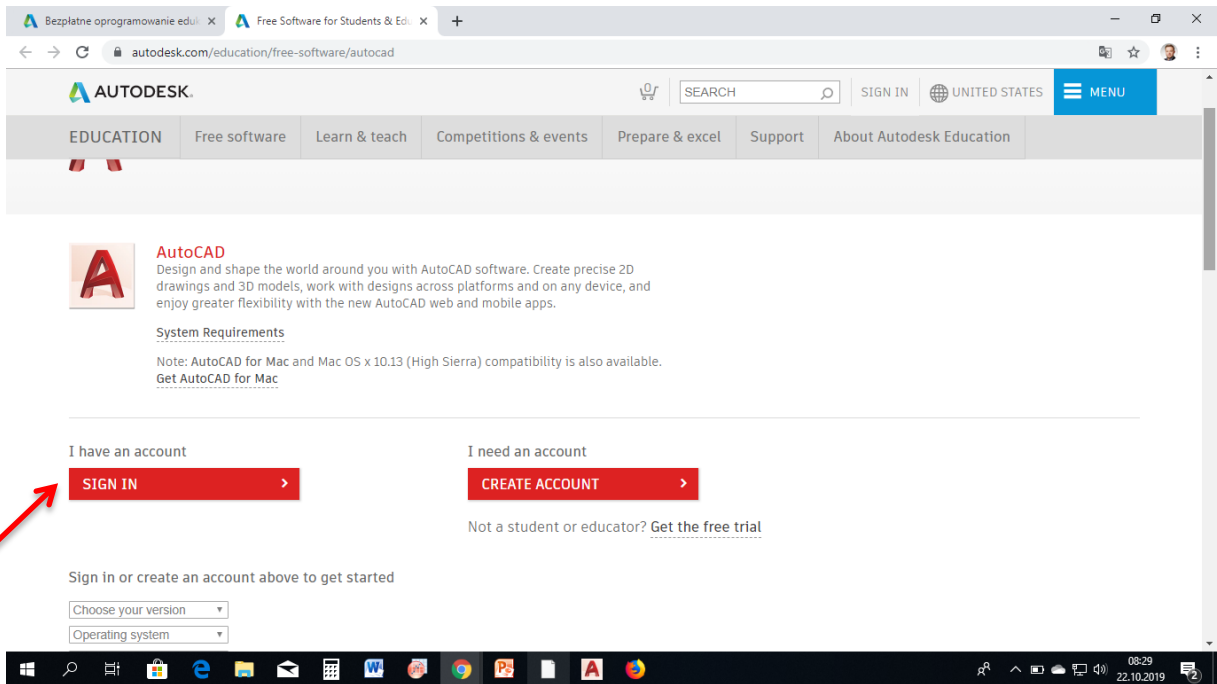 Bezpłatne oprogramowanie eduk
Free Software for Students & Edu
autodesk.com/education/free-software/autocad
AUTODESK.
0
SEARCH
SIGN IN
UNITED STATES
MENU
EDUCATION
Free software
Learn & teach
Competitions & events
Prepare & excel
Support
About Autodesk Education
AutoCAD
Design and shape the world around you with AutoCAD software. Create precise 2D
drawings and 3D models, work with designs across platforms and on any device, and
enjoy greater flexibility with the new AutoCAD web and mobile apps.
System Requirements
Note: AutoCAD for Mac and Mac OS x 10.13 (High Sierra) compatibility is also available.
Get AutoCAD for Mac
I have an account
SIGN IN
I need an account
CREATE ACCOUNT
Not a student or educator? Get the free trial
Sign in or create an account above to get started
Choose your version
Operating system
08:29
22.10.2019
2